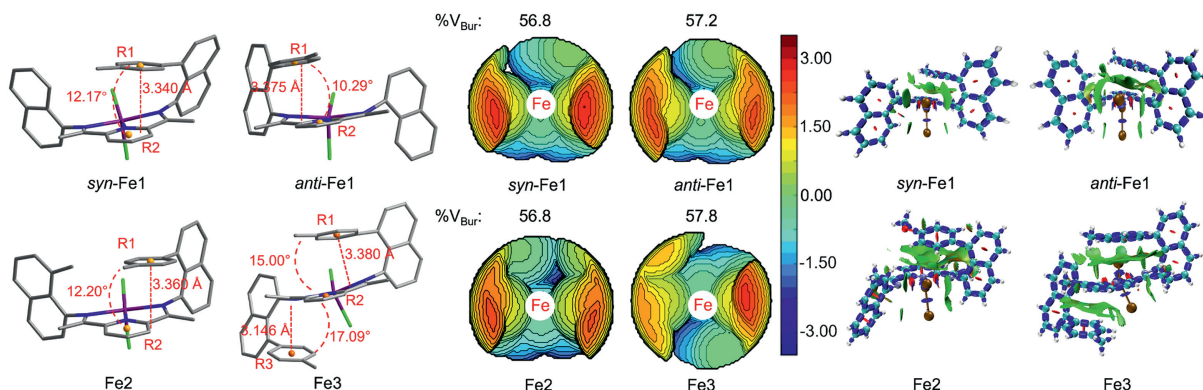 R1
3.340 Å
12.17°
R2
syn-Fe1
R1
3.375 Å
10.29°
R2
anti-Fe1
R1
12.20°
3.360 Å
R2
Fe2
R1
15.00°
3.380 Å
R2
3.146 Å
17.09°
R3
Fe3
%VBur: 56.8 57.2
Fe Fe
syn-Fe1 anti-Fe1
%VBur: 56.8 57.8
Fe Fe
Fe2 Fe3
3.00
1.50
0.00
-1.50
-3.00
syn-Fe1 anti-Fe1
Fe2 Fe3